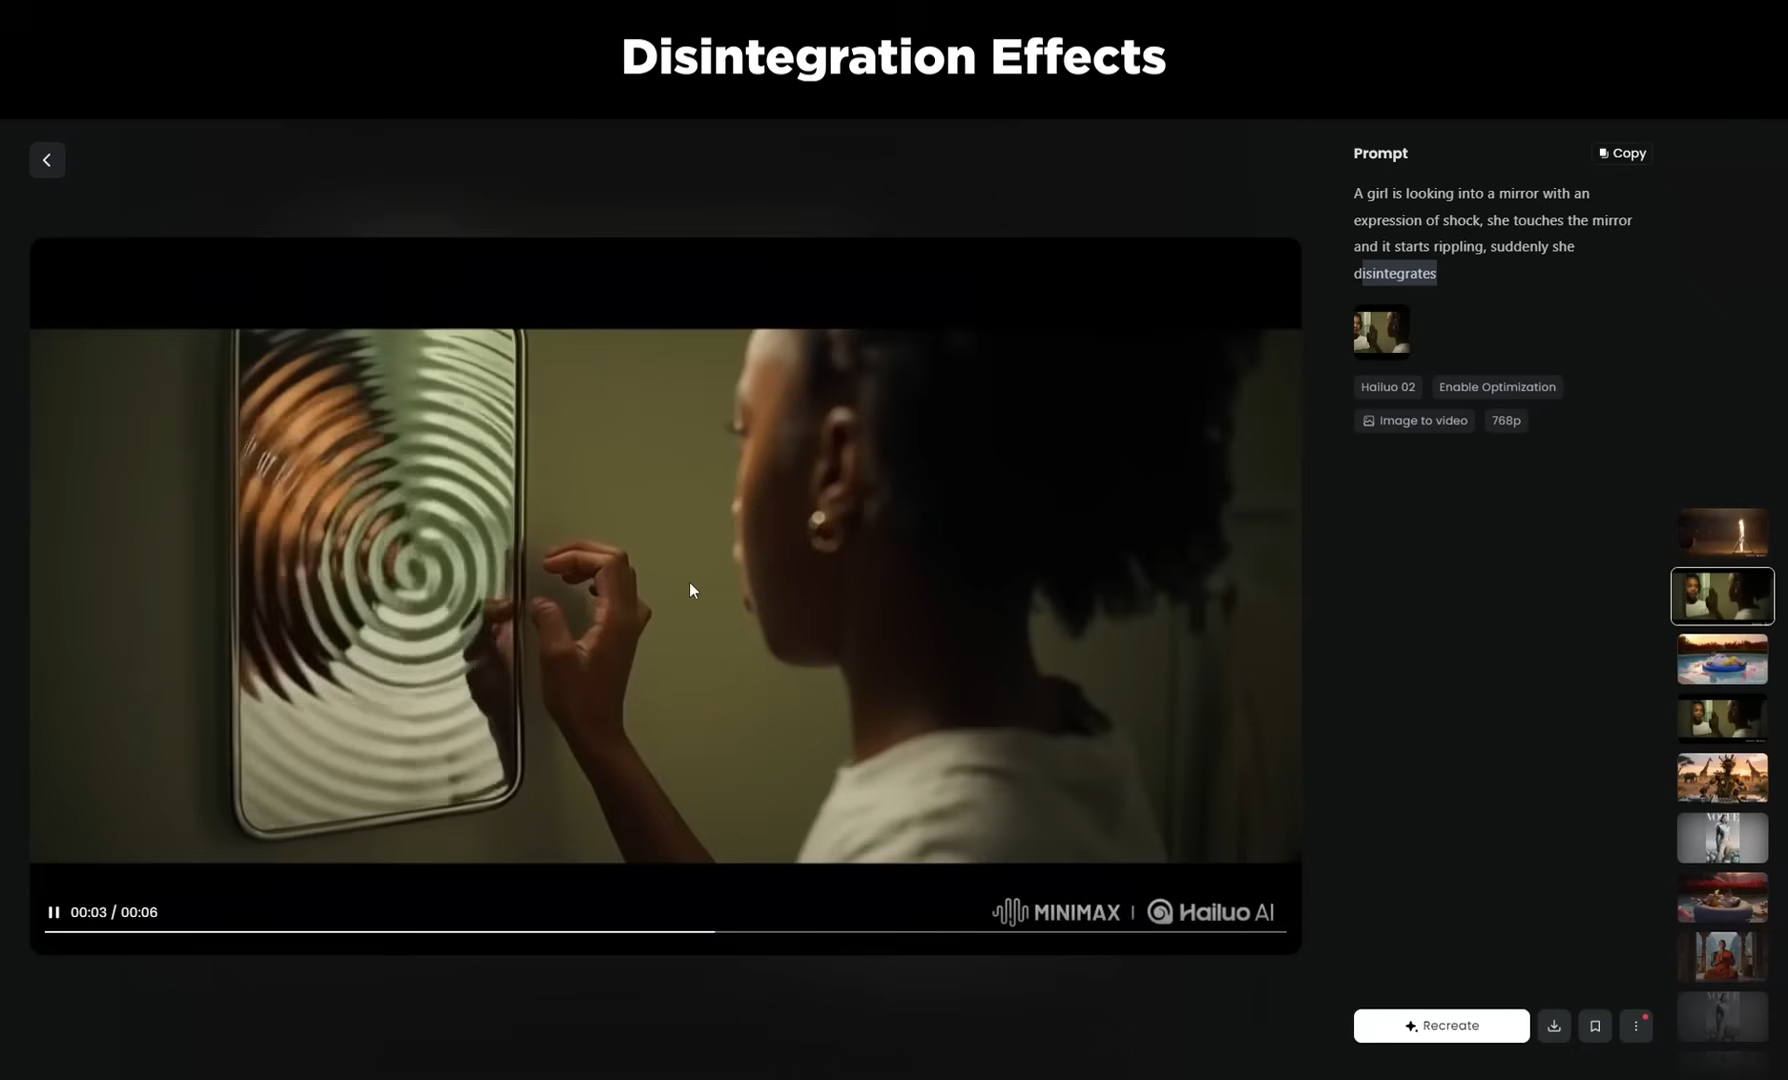 Disintegration Effects
Prompt
Copy
A girl is looking into a mirror with an
expression of shock, she touches the mirror
and it starts rippling, suddenly she
disintegrates
Hailuo 02
Enable Optimization
Image to video
768p
VOGUE
00:03 / 00:06
MINIMAX | Hailuo AI
Recreate